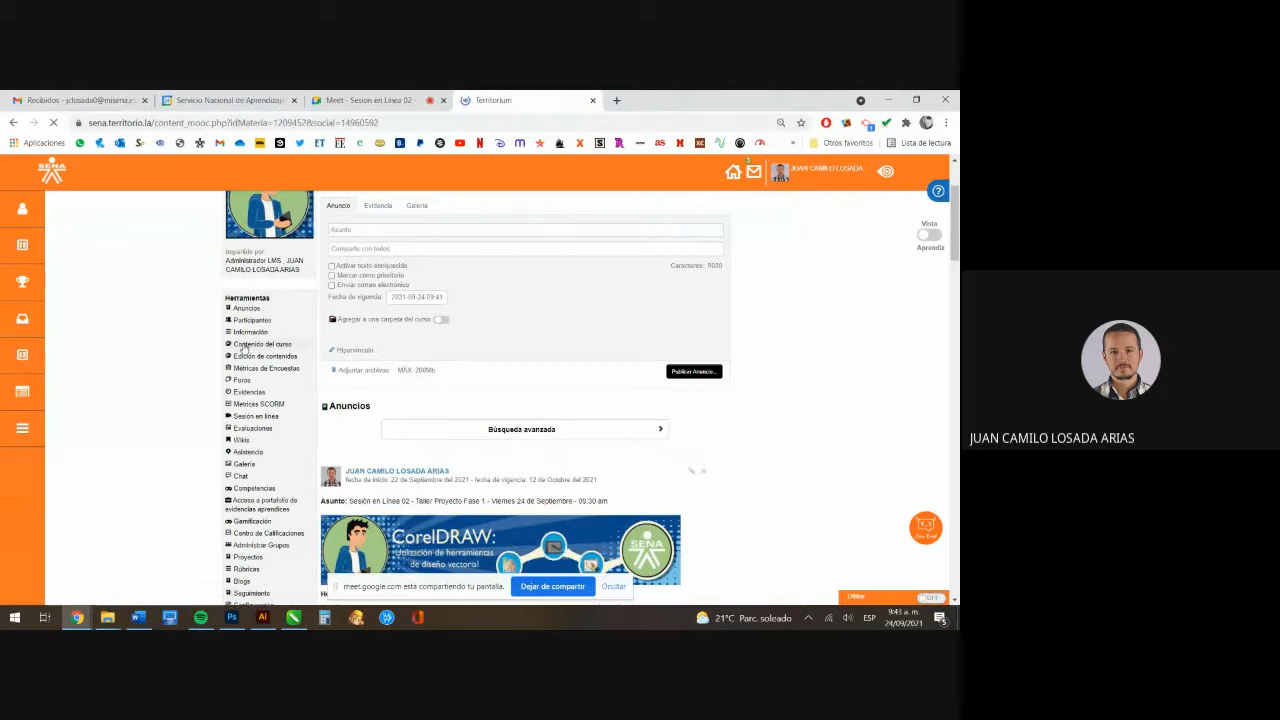 Recibidos - jclosada0@misena.e
Servicio Nacional de Aprendizaje
Meet - Sesion en Línea 02 -
Territorium
sena.territorio.la/content_mooc.php?idMateria=1209452&social=14960592
Aplicaciones
Otros favoritos
Lista de lectura
SENA
JUAN CAMILO LOSADA
Impartido por
Administrador LMS , JUAN
CAMILO LOSADA ARIAS
Herramientas
Anuncios
Participantes
Información
Contenido del curso
Edición de contenidos
Métricas de Encuestas
Foros
Evidencias
Metricas SCORM
Sesión en línea
Evaluaciones
Wikis
Asistencia
Galería
Chat
Competencias
Acceso a portafolio de
evidencias aprendices
Gamificación
Centro de Calificaciones
Administrar Grupos
Proyectos
Rúbricas
Blogs
Seguimiento
Anuncio
Evidencia
Galería
Asunto
Comparte con todos
Activar texto enriquecido
Caracteres: 9000
Marcar como prioritario
Enviar correo electrónico
Fecha de vigencia:
2021-09-24 09:41
Agregar a una carpeta del curso
Hipervínculo
Adjuntar archivos
MÁX. 200Mb
Publicar Anuncio...
Anuncios
Búsqueda avanzada
JUAN CAMILO LOSADA ARIAS
fecha de inicio: 22 de Septiembre del 2021 - fecha de vigencia: 12 de Octubre del 2021
Asunto: Sesión en Línea 02 - Taller Proyecto Fase 1 - Viernes 24 de Septiembre - 09:30 am
CorelDRAW:
Utilización de herramientas
de diseño vectorial
SENA
meet.google.com está compartiendo tu pantalla.
Dejar de compartir
Ocultar
Vista
Aprendiz
Offline
OFF
21°C Parc. soleado
ESP
9:43 a. m.
24/09/2021
JUAN CAMILO LOSADA ARIAS